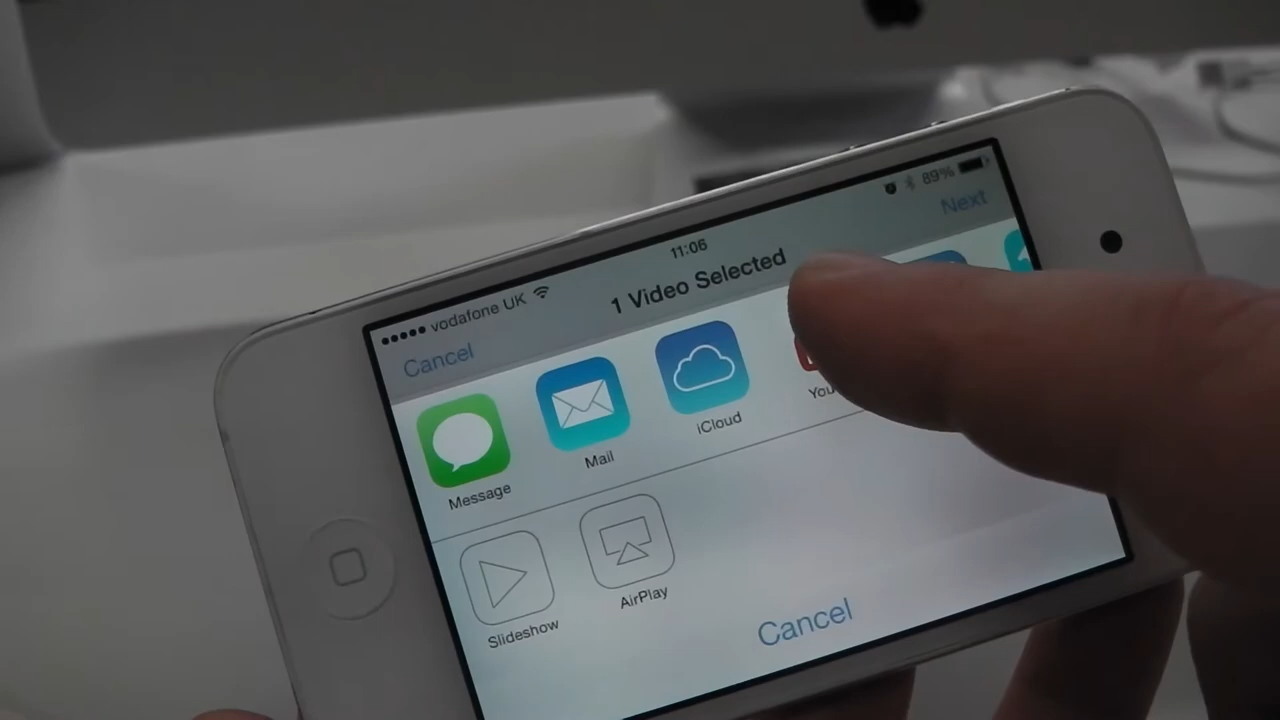 vodafone UK
11:06
89%
Cancel
1 Video Selected
Next
Message
Mail
iCloud
Slideshow
AirPlay
Cancel